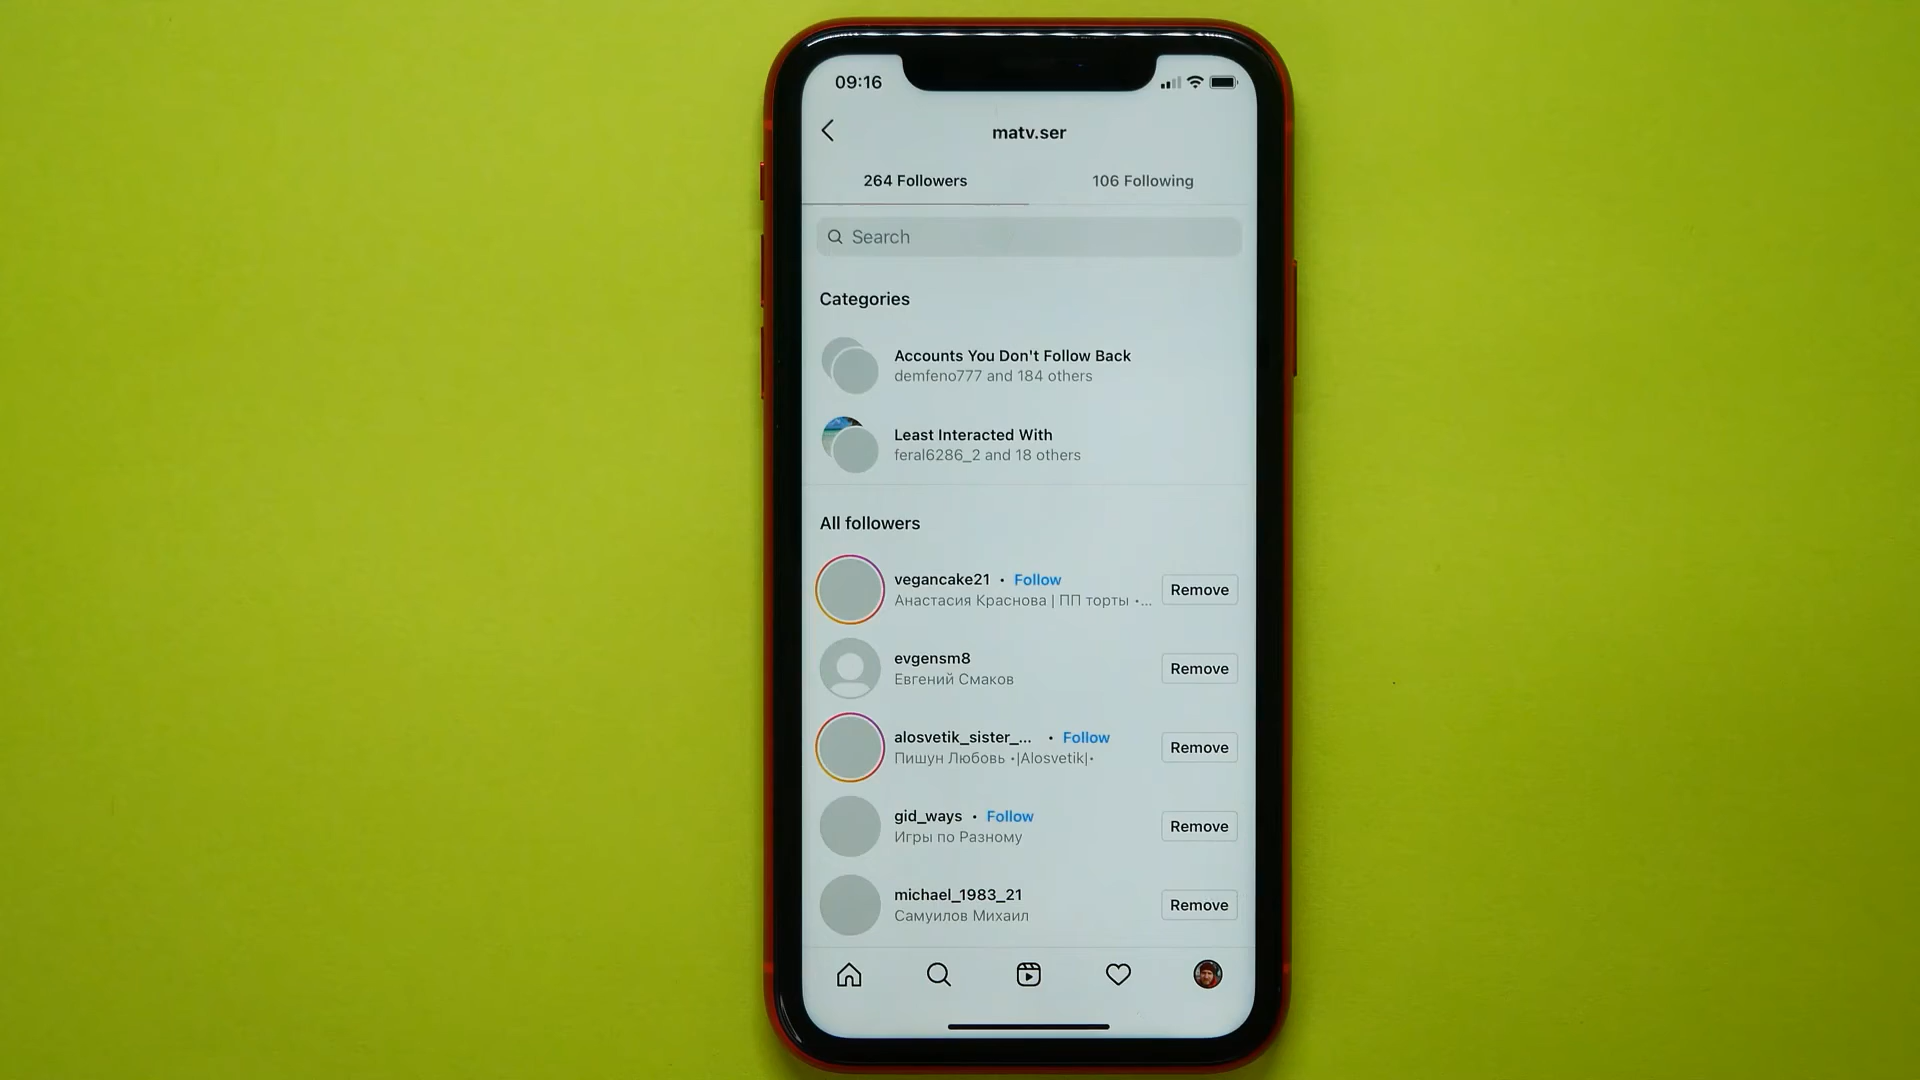 09:16
matv.ser
264 Followers
106 Following
Search
Categories
Accounts You Don't Follow Back
demfeno777 and 184 others
Least Interacted With
feral6286_2 and 18 others
All followers
vegancake21 • Follow
Анастасия Краснова | ПП торты •...
Remove
evgensm8
Евгений Смаков
Remove
alosvetik_sister_... • Follow
Пишун Любовь •|Alosvetik|•
Remove
gid_ways • Follow
Игры по Разному
Remove
michael_1983_21
Самуилов Михаил
Remove